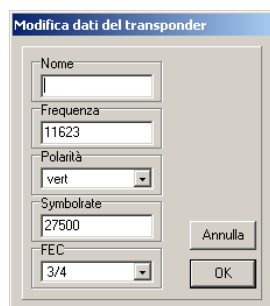 Modifica dati del transponder
Nome
Frequenza
11623
Polarità
vert
Symbolrate
27500
FEC
3/4
Annulla
OK